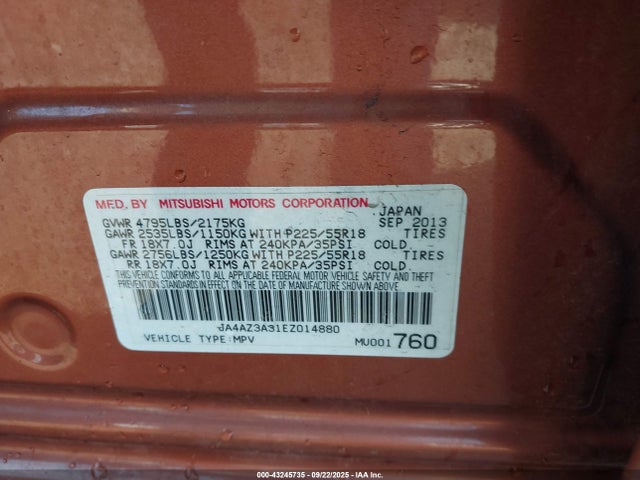 MFD. BY MITSUBISHI MOTORS CORPORATION JAPAN
GVWR 4795LBS/2175KG SEP 2013
GAWR 2535LBS/1150KG WITH P225/55R18 TIRES
FR 18X7.0J RIMS AT 240KPA/35PSI COLD.
GAWR 2756LBS/1250KG WITH P225/55R18 TIRES
RR 18X7.0J RIMS AT 240KPA/35PSI COLD.
THIS VEHICLE CONFORMS TO ALL APPLICABLE FEDERAL MOTOR VEHICLE SAFETY AND THEFT
PREVENTION STANDARDS IN EFFECT ON THE DATE OF MANUFACTURE SHOWN ABOVE.
JA4AZ3A31EZ014880
VEHICLE TYPE:MPV MU001760
000-43245735 - 09/22/2025 - IAA Inc.